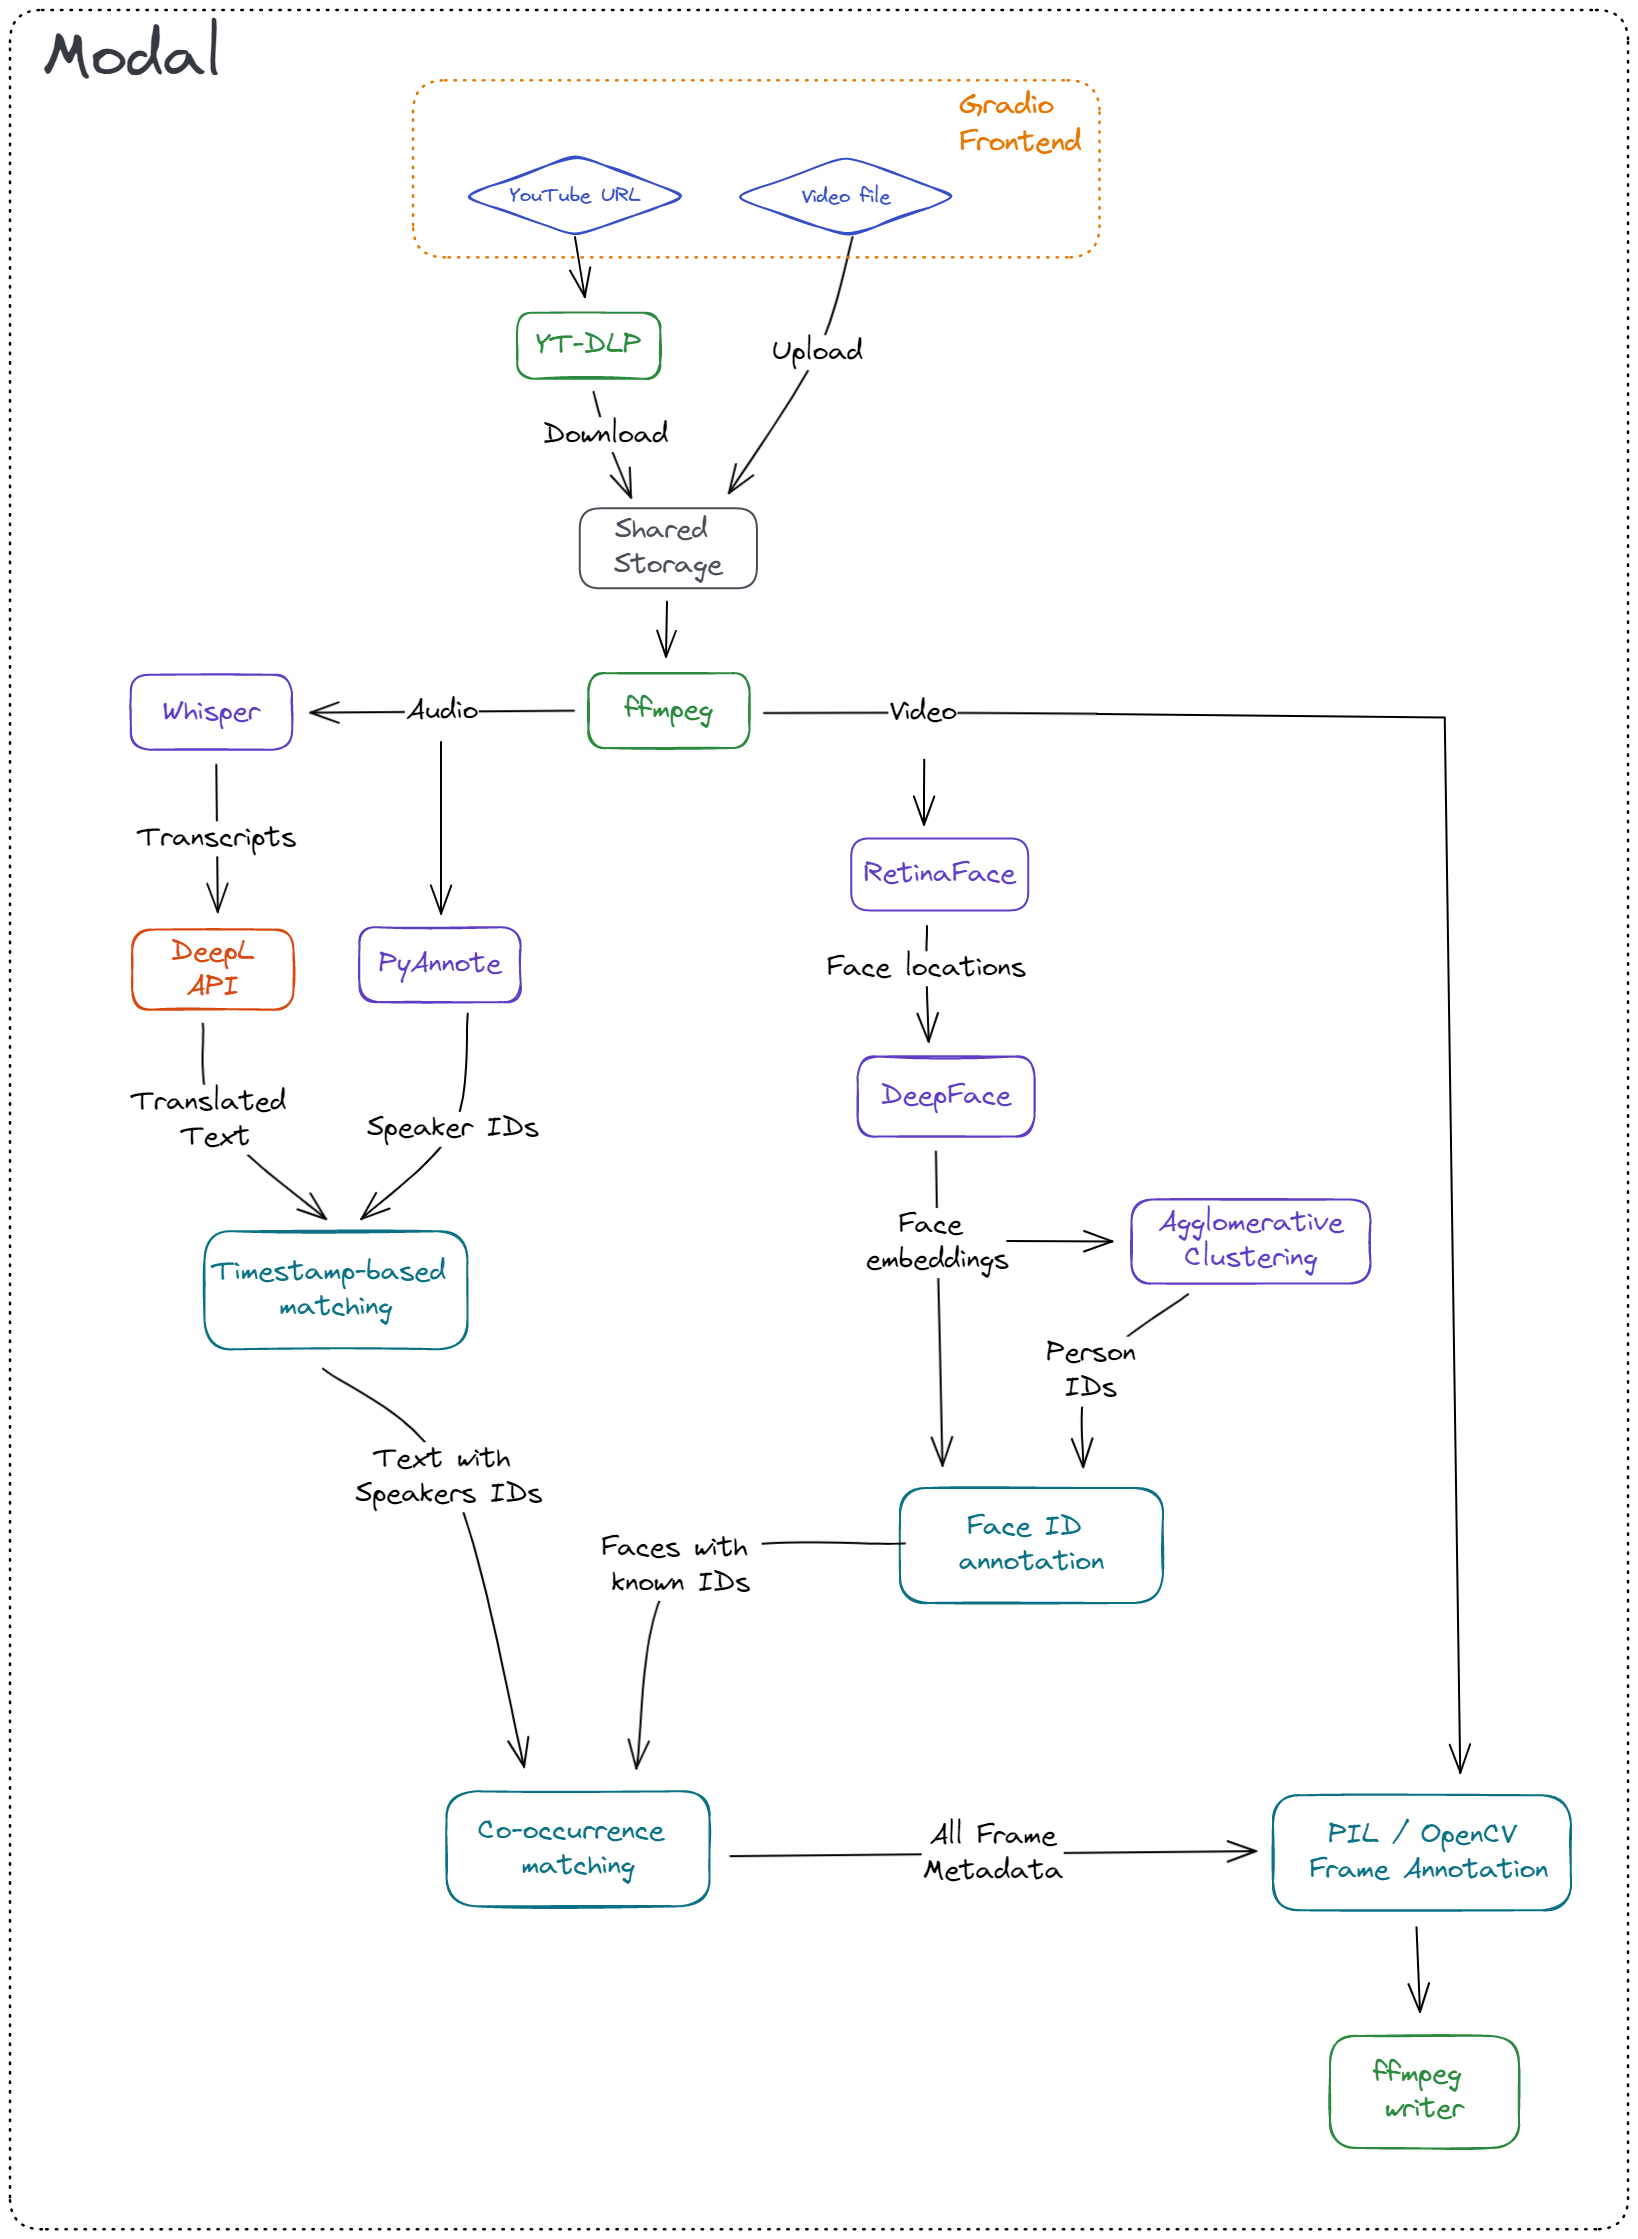 Modal
Gradio
Frontend
YouTube URL
Video file
YT-DLP
Upload
Download
Shared
Storage
Whisper
Audio
ffmpeg
Video
Transcripts
RetinaFace
DeepL
API
PyAnnote
Face locations
DeepFace
Translated
Text
Speaker IDs
Face
embeddings
Agglomerative
Clustering
Timestamp-based
matching
Person
IDs
Text with
Speakers IDs
Face ID
annotation
Faces with
known IDs
Co-occurrence
matching
All Frame
Metadata
PIL / OpenCV
Frame Annotation
ffmpeg
writer